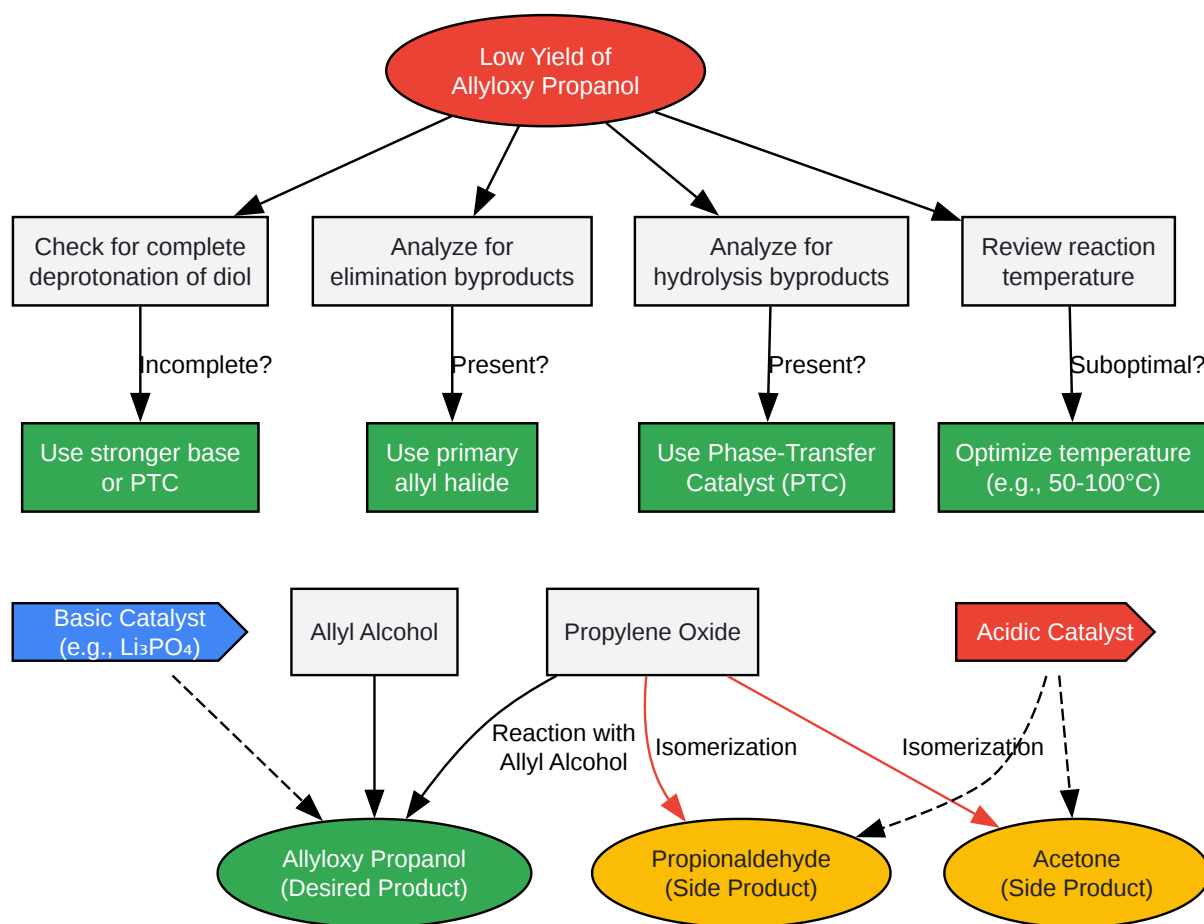 Low Yield of
Allyloxy Propanol
Check for complete
deprotonation of diol
Analyze for
elimination byproducts
Analyze for
hydrolysis byproducts
Review reaction
temperature
Incomplete?
Present?
Present?
Suboptimal?
Use stronger base
or PTC
Use primary
allyl halide
Use Phase-Transfer
Catalyst (PTC)
Optimize temperature
(e.g., 50-100°C)
Basic Catalyst
(e.g., Li₃PO₄)
Allyl Alcohol
Propylene Oxide
Acidic Catalyst
Reaction with
Allyl Alcohol
Isomerization
Isomerization
Allyloxy Propanol
(Desired Product)
Propionaldehyde
(Side Product)
Acetone
(Side Product)